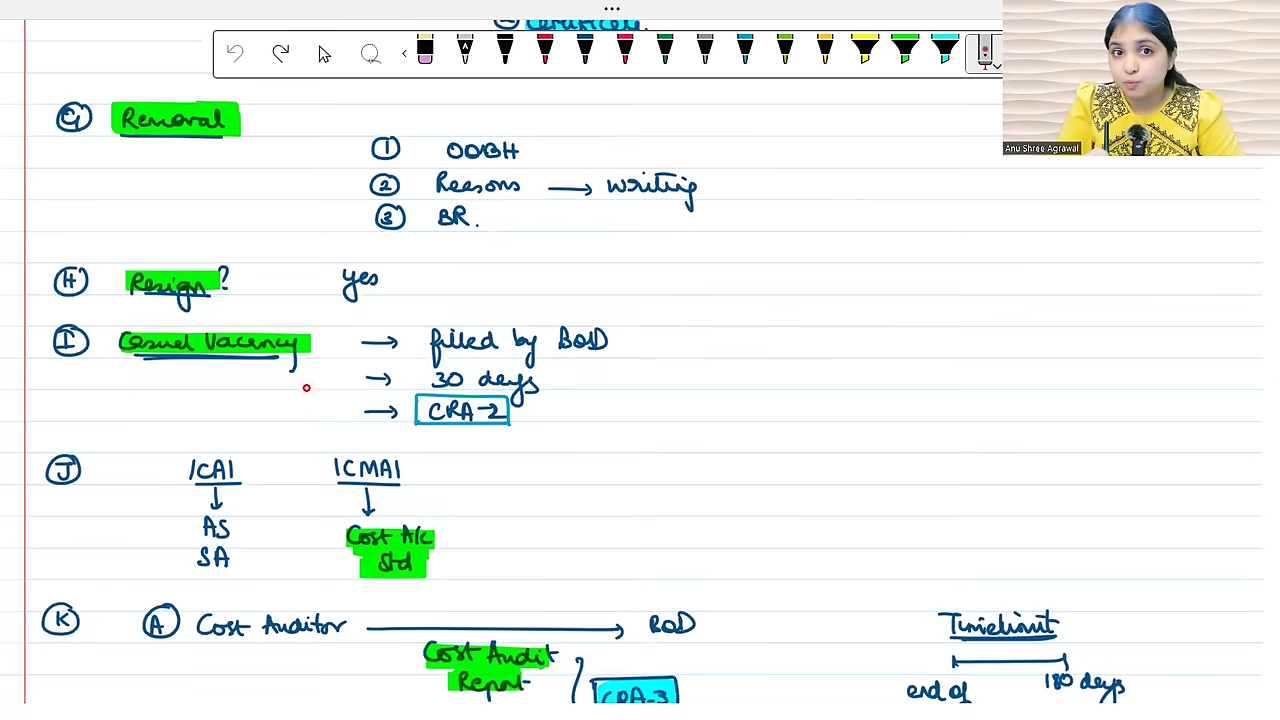 Certificate.
Anu Shree Agrawal
G Removal
1 OOBH
2 Reasons → writing
3 BR.
H Resign? yes
I Casual Vacancy → filled by BOD
→ 30 days
→ CRA-2
J ICAI ICMAI
AS Cost A/c
SA Std
K A Cost Auditor → BOD Timelimit
Cost Audit
Report 180 days
CRA-3 end of